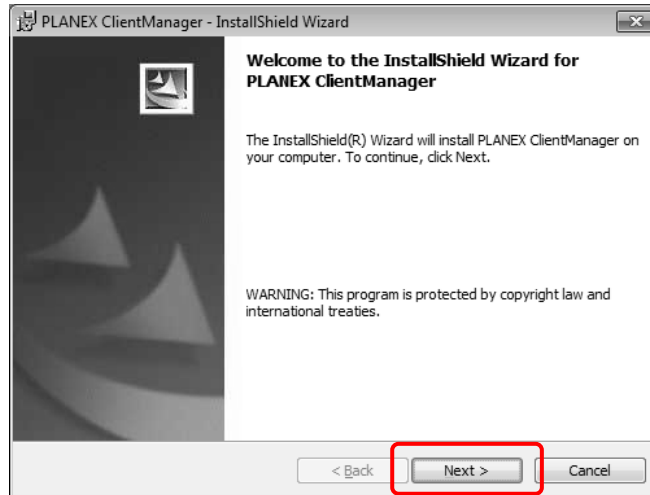 PLANEX ClientManager - InstallShield Wizard
Welcome to the InstallShield Wizard for
PLANEX ClientManager
The InstallShield(R) Wizard will install PLANEX ClientManager on
your computer. To continue, click Next.
WARNING: This program is protected by copyright law and
international treaties.
< Back Next > Cancel